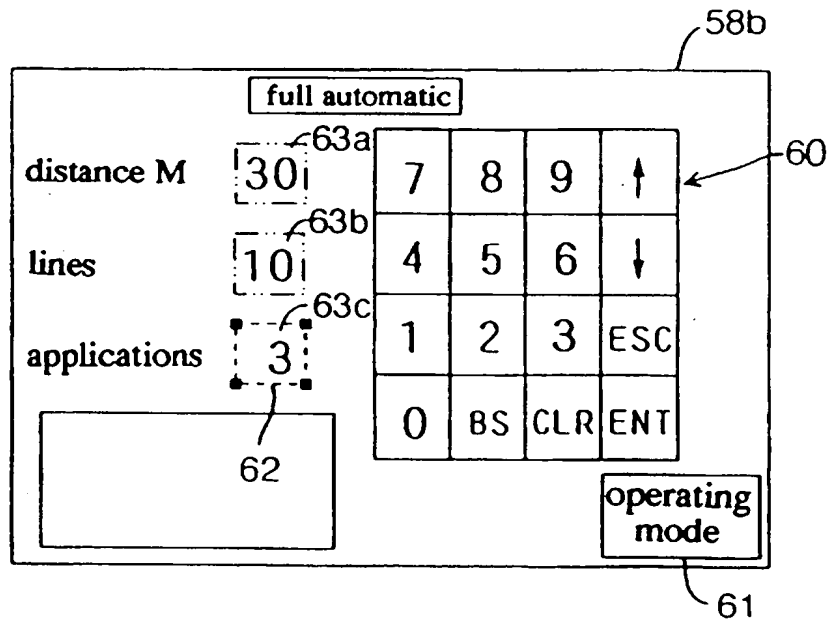 58b
full automatic
63a
distance M 30 7 8 9 ↑
60
63b
lines 10 4 5 6 ↓
63c
applications 3 1 2 3 ESC
0 BS CLR ENT
62
operating
mode
61